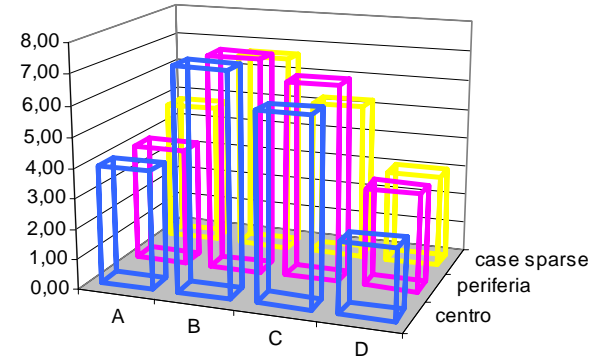 8,00
7,00
6,00
5,00
4,00
3,00
2,00
1,00
0,00
A
B
C
D
case sparse
periferia
centro